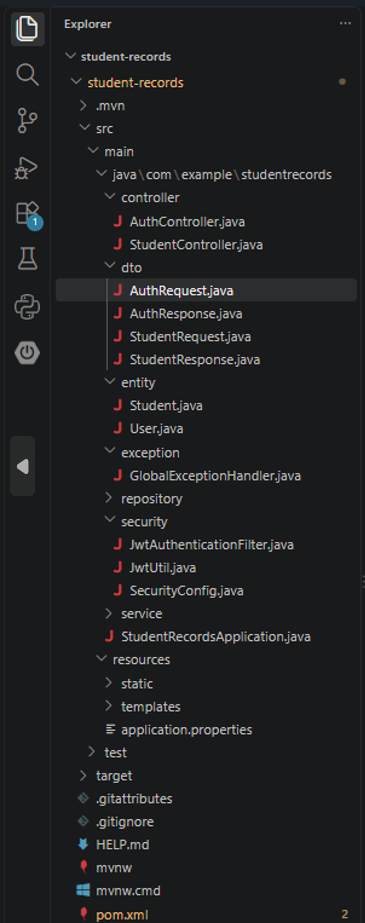 Explorer
student-records
student-records
.mvn
src
main
java\com\example\studentrecords
controller
AuthController.java
StudentController.java
dto
AuthRequest.java
AuthResponse.java
StudentRequest.java
StudentResponse.java
entity
Student.java
User.java
exception
GlobalExceptionHandler.java
repository
security
JwtAuthenticationFilter.java
JwtUtil.java
SecurityConfig.java
service
StudentRecordsApplication.java
resources
static
templates
application.properties
test
target
.gitattributes
.gitignore
HELP.md
mvnw
mvnw.cmd
pom.xml 2
1